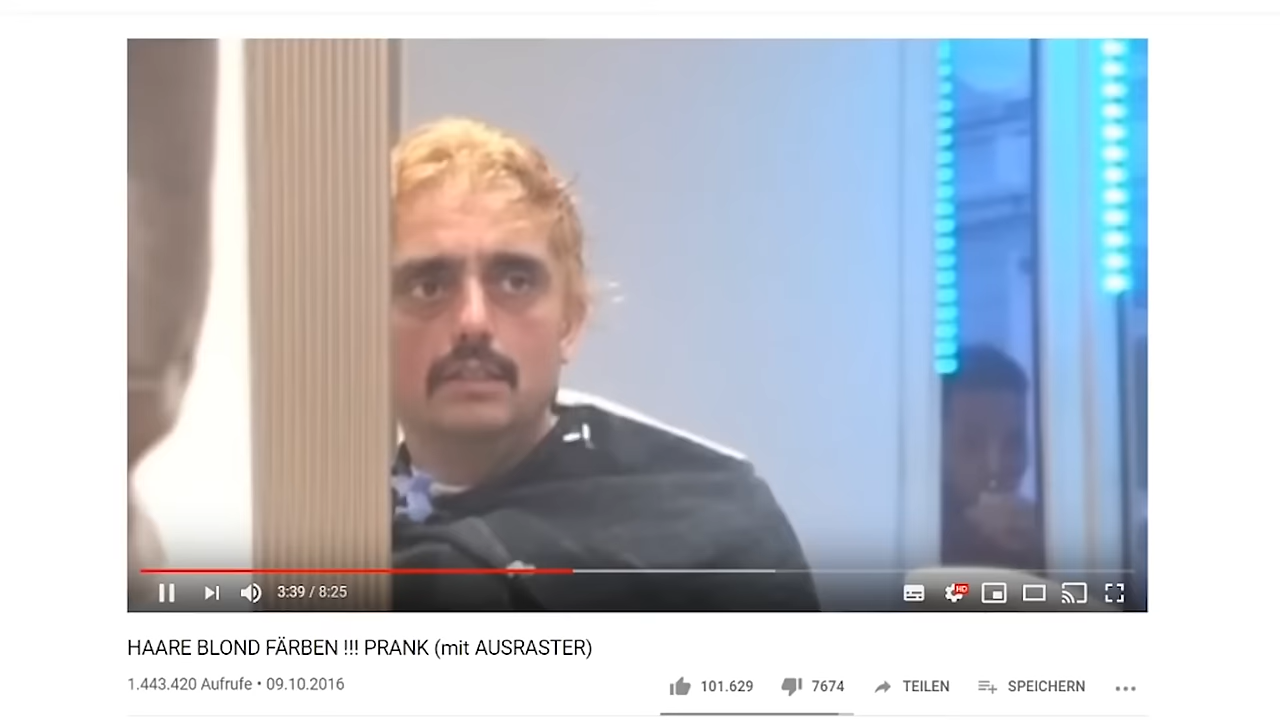 HD
3:39 / 8:25
HAARE BLOND FÄRBEN !!! PRANK (mit AUSRASTER)
1.443.420 Aufrufe • 09.10.2016
101.629 7674 TEILEN SPEICHERN